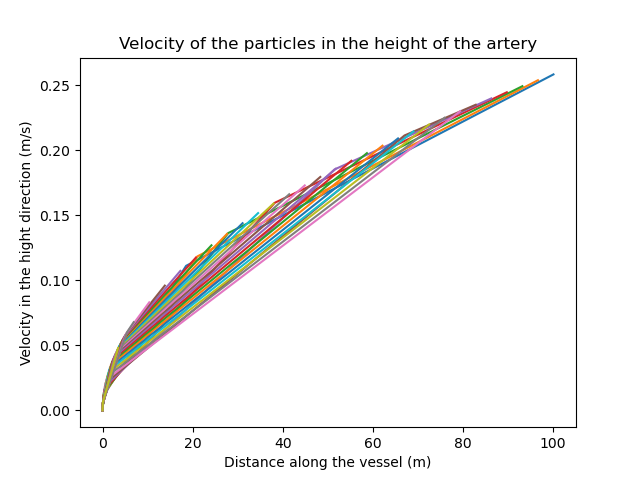 Velocity of the particles in the height of the artery
Velocity in the hight direction (m/s)
0.25
0.20
0.15
0.10
0.05
0.00
0 20 40 60 80 100
Distance along the vessel (m)